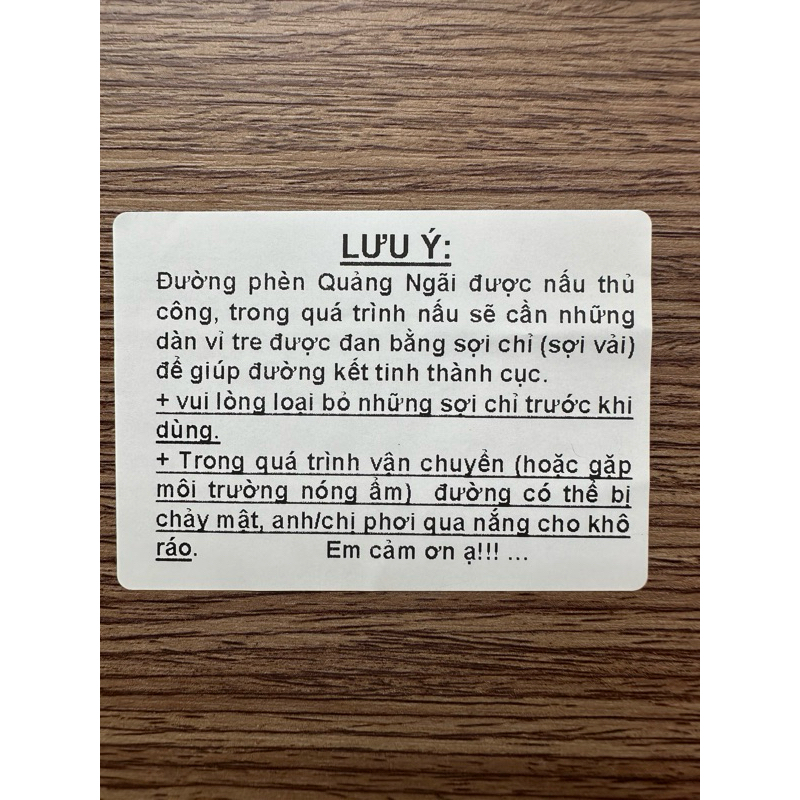 LƯU Ý:
Đường phèn Quảng Ngãi được nấu thủ
công, trong quá trình nấu sẽ cần những
dàn vỉ tre được đan bằng sợi chỉ (sợi vải)
để giúp đường kết tinh thành cục.
+ vui lòng loại bỏ những sợi chỉ trước khi
dùng.
+ Trong quá trình vận chuyển (hoặc gặp
môi trường nóng ẩm) đường có thể bị
chảy mật, anh/chị phơi qua nắng cho khô
ráo. Em cảm ơn ạ!!! ...